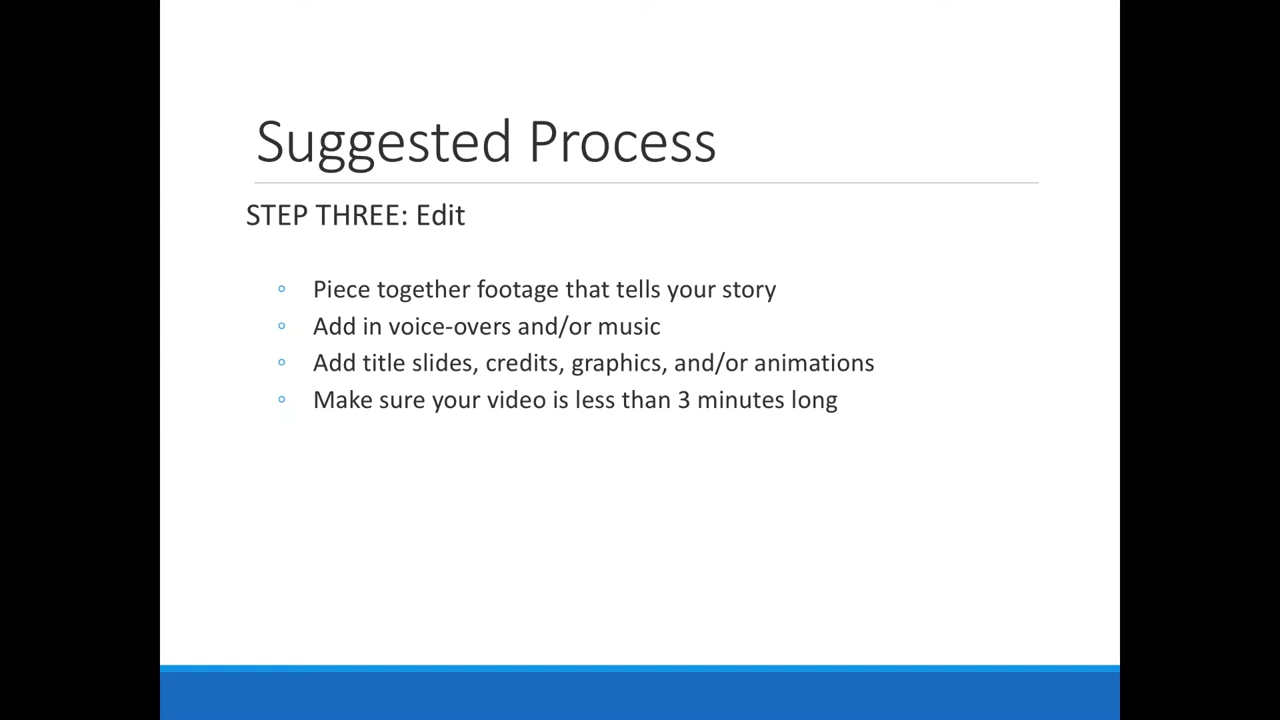 Suggested Process
STEP THREE: Edit
◦ Piece together footage that tells your story
◦ Add in voice-overs and/or music
◦ Add title slides, credits, graphics, and/or animations
◦ Make sure your video is less than 3 minutes long